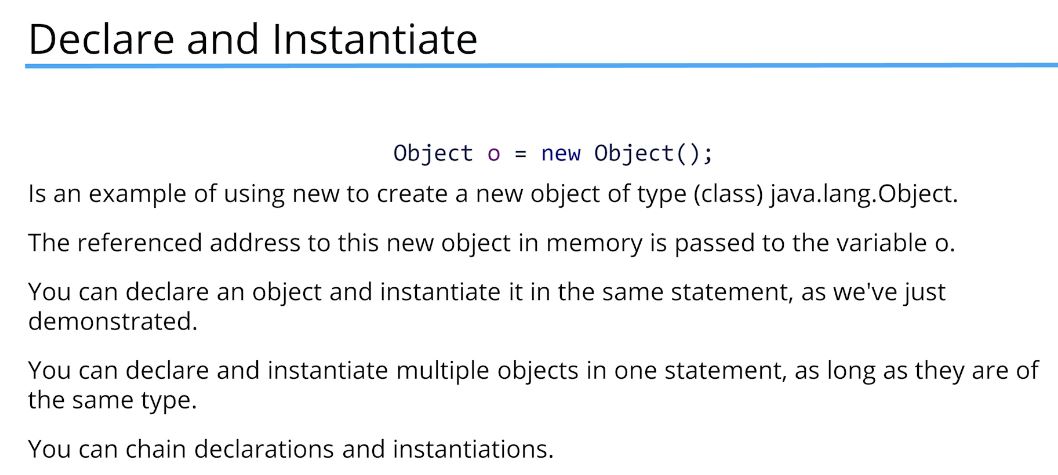 Declare and Instantiate
Object o = new Object();
Is an example of using new to create a new object of type (class) java.lang.Object.
The referenced address to this new object in memory is passed to the variable o.
You can declare an object and instantiate it in the same statement, as we've just
demonstrated.
You can declare and instantiate multiple objects in one statement, as long as they are of
the same type.
You can chain declarations and instantiations.